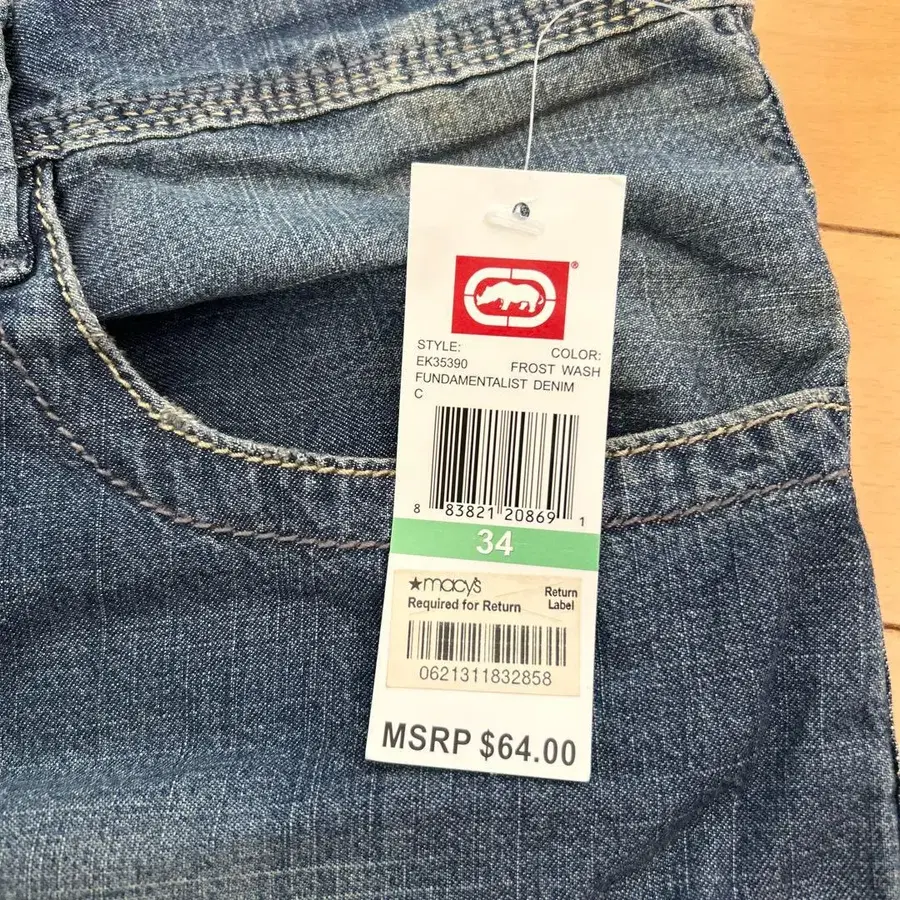 ®
STYLE: COLOR:
EK35390 FROST WASH
FUNDAMENTALIST DENIM
C
8 83821 20869 1
34
★macy's Return
Required for Return Label
0621311832858
MSRP $64.00